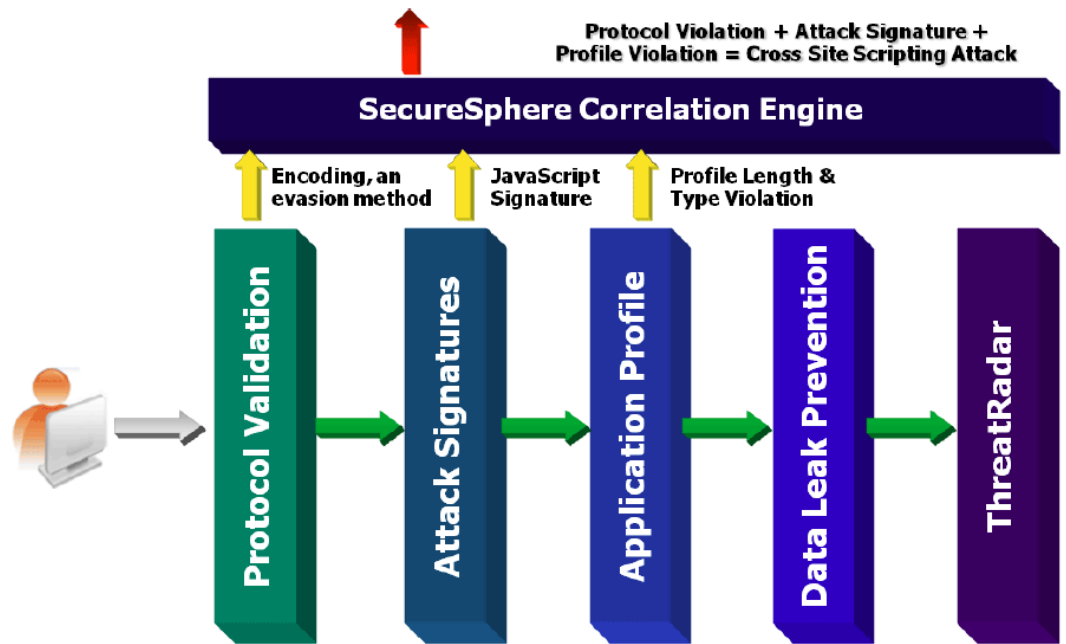 Protocol Violation + Attack Signature +
Profile Violation = Cross Site Scripting Attack
SecureSphere Correlation Engine
Encoding, an
evasion method
JavaScript
Signature
Profile Length &
Type Violation
Protocol Validation
Attack Signatures
Application Profile
Data Leak Prevention
ThreatRadar